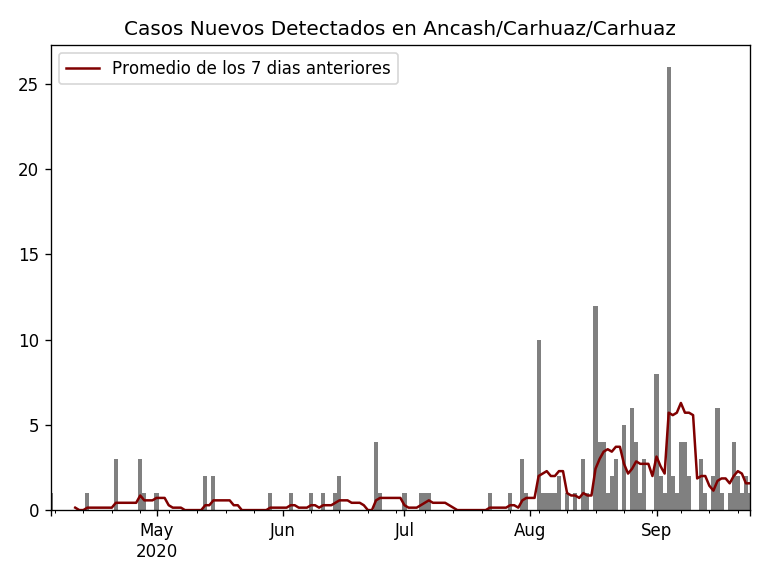 Casos Nuevos Detectados en Ancash/Carhuaz/Carhuaz
Promedio de los 7 dias anteriores
25
20
15
10
5
0
May Jun Jul Aug Sep
2020